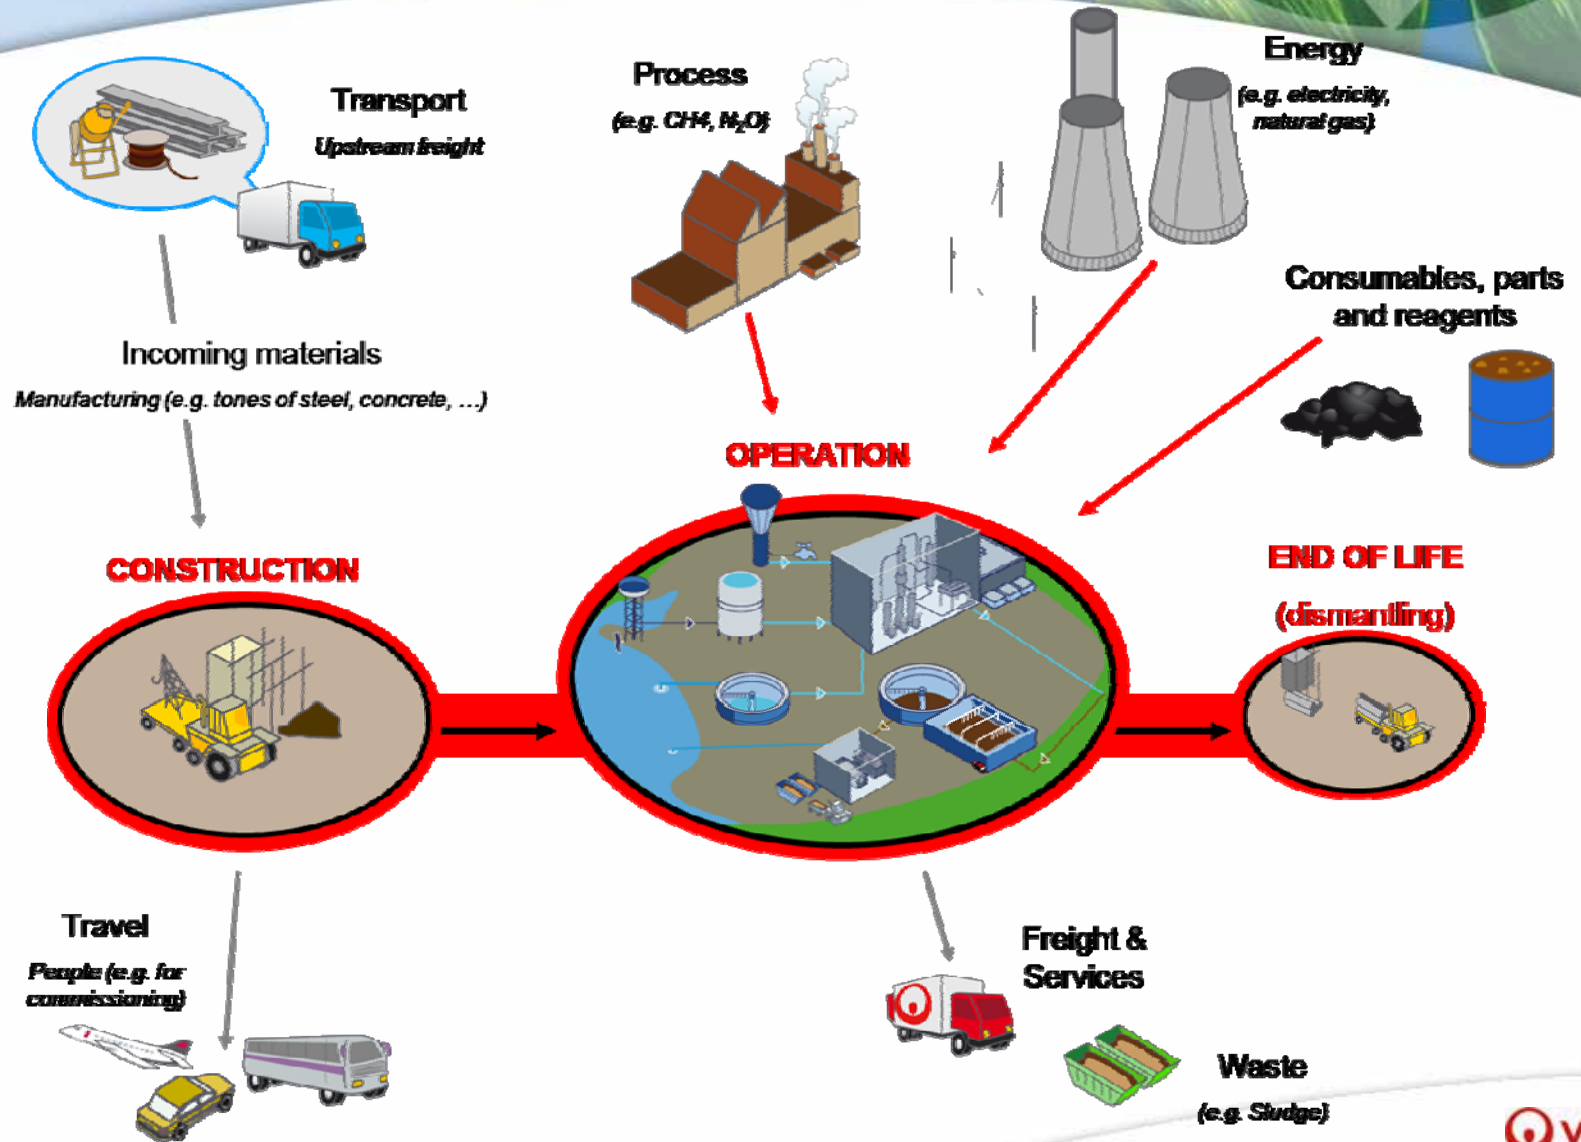 Transport
Upstream freight
Process
(e.g. CH4, N₂O)
Energy
(e.g. electricity,
natural gas)
Consumables, parts
and reagents
Incoming materials
Manufacturing (e.g. tones of steel, concrete, ...)
OPERATION
CONSTRUCTION
END OF LIFE
(dismantling)
Travel
People (e.g. for
commissioning)
Freight &
Services
Waste
(e.g. Sludge)